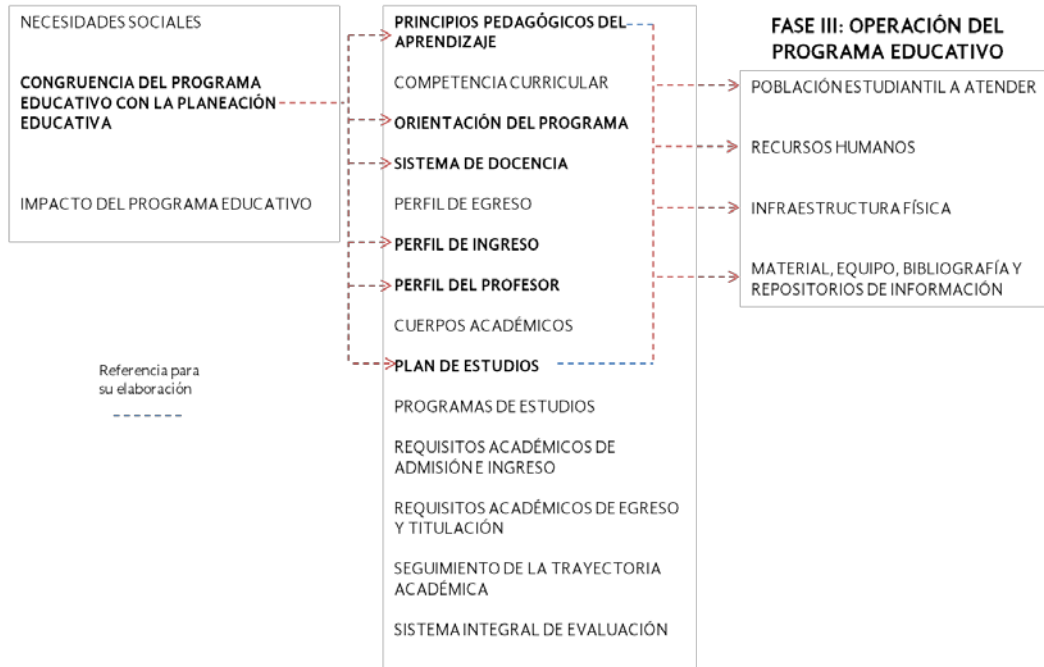 NECESIDADES SOCIALES
CONGRUENCIA DEL PROGRAMA
EDUCATIVO CON LA PLANEACIÓN
EDUCATIVA
IMPACTO DEL PROGRAMA EDUCATIVO
Referencia para
su elaboración
PRINCIPIOS PEDAGÓGICOS DEL
APRENDIZAJE
COMPETENCIA CURRICULAR
ORIENTACIÓN DEL PROGRAMA
SISTEMA DE DOCENCIA
PERFIL DE EGRESO
PERFIL DE INGRESO
PERFIL DEL PROFESOR
CUERPOS ACADÉMICOS
PLAN DE ESTUDIOS
PROGRAMAS DE ESTUDIOS
REQUISITOS ACADÉMICOS DE
ADMISIÓN E INGRESO
REQUISITOS ACADÉMICOS DE EGRESO
Y TITULACIÓN
SEGUIMIENTO DE LA TRAYECTORIA
ACADÉMICA
SISTEMA INTEGRAL DE EVALUACIÓN
FASE III: OPERACIÓN DEL
PROGRAMA EDUCATIVO
POBLACIÓN ESTUDIANTIL A ATENDER
RECURSOS HUMANOS
INFRAESTRUCTURA FÍSICA
MATERIAL, EQUIPO, BIBLIOGRAFÍA Y
REPOSITORIOS DE INFORMACIÓN